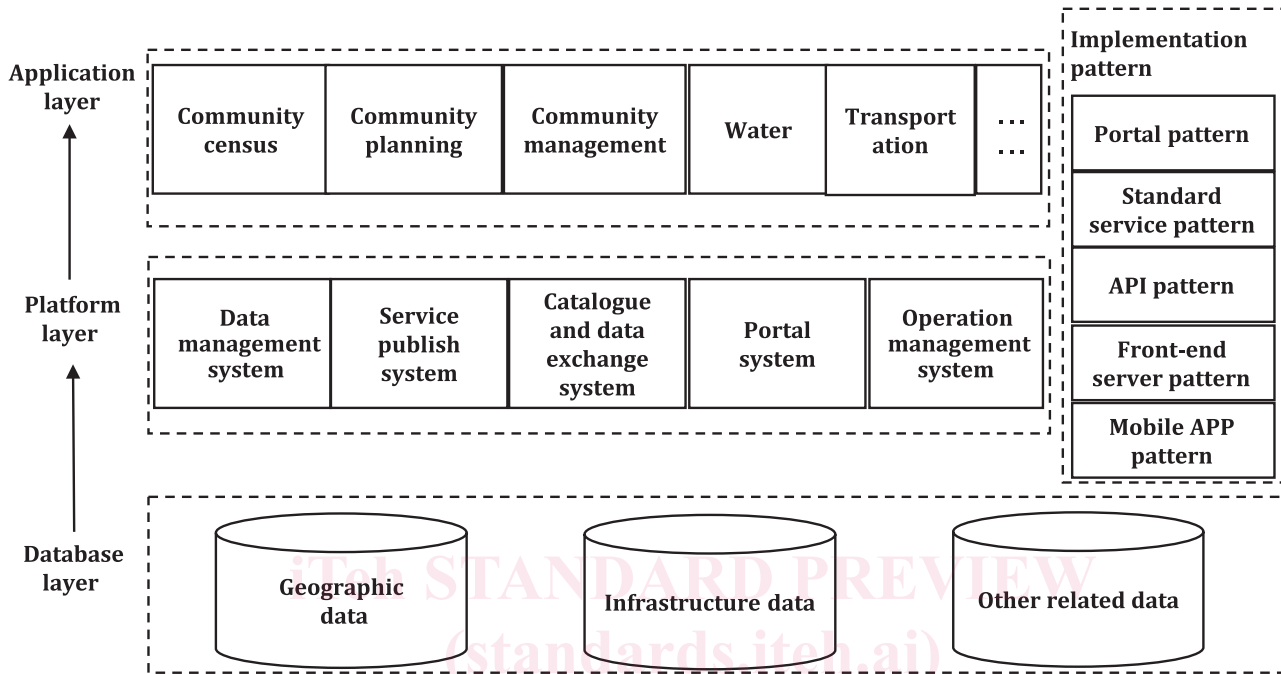 Application
layer
Community
census
Community
planning
Community
management
Water
Transport
ation
...
...
Implementation
pattern
Portal pattern
Standard
service pattern
API pattern
Front-end
server pattern
Mobile APP
pattern
Platform
layer
Data
management
system
Service
publish
system
Catalogue
and data
exchange
system
Portal
system
Operation
management
system
Database
layer
Geographic
data
Infrastructure data
Other related data
iTeh STANDARD PREVIEW
(standards.iteh.ai)